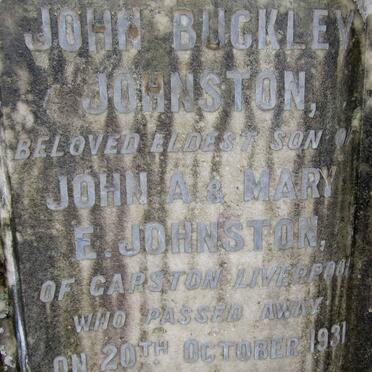 JOHN BUCKLEY
JOHNSTON,
BELOVED ELDEST SON OF
JOHN A & MARY
E. JOHNSTON,
OF GARSTON LIVERPOOL
WHO PASSED AWAY
ON 20TH OCTOBER 1931